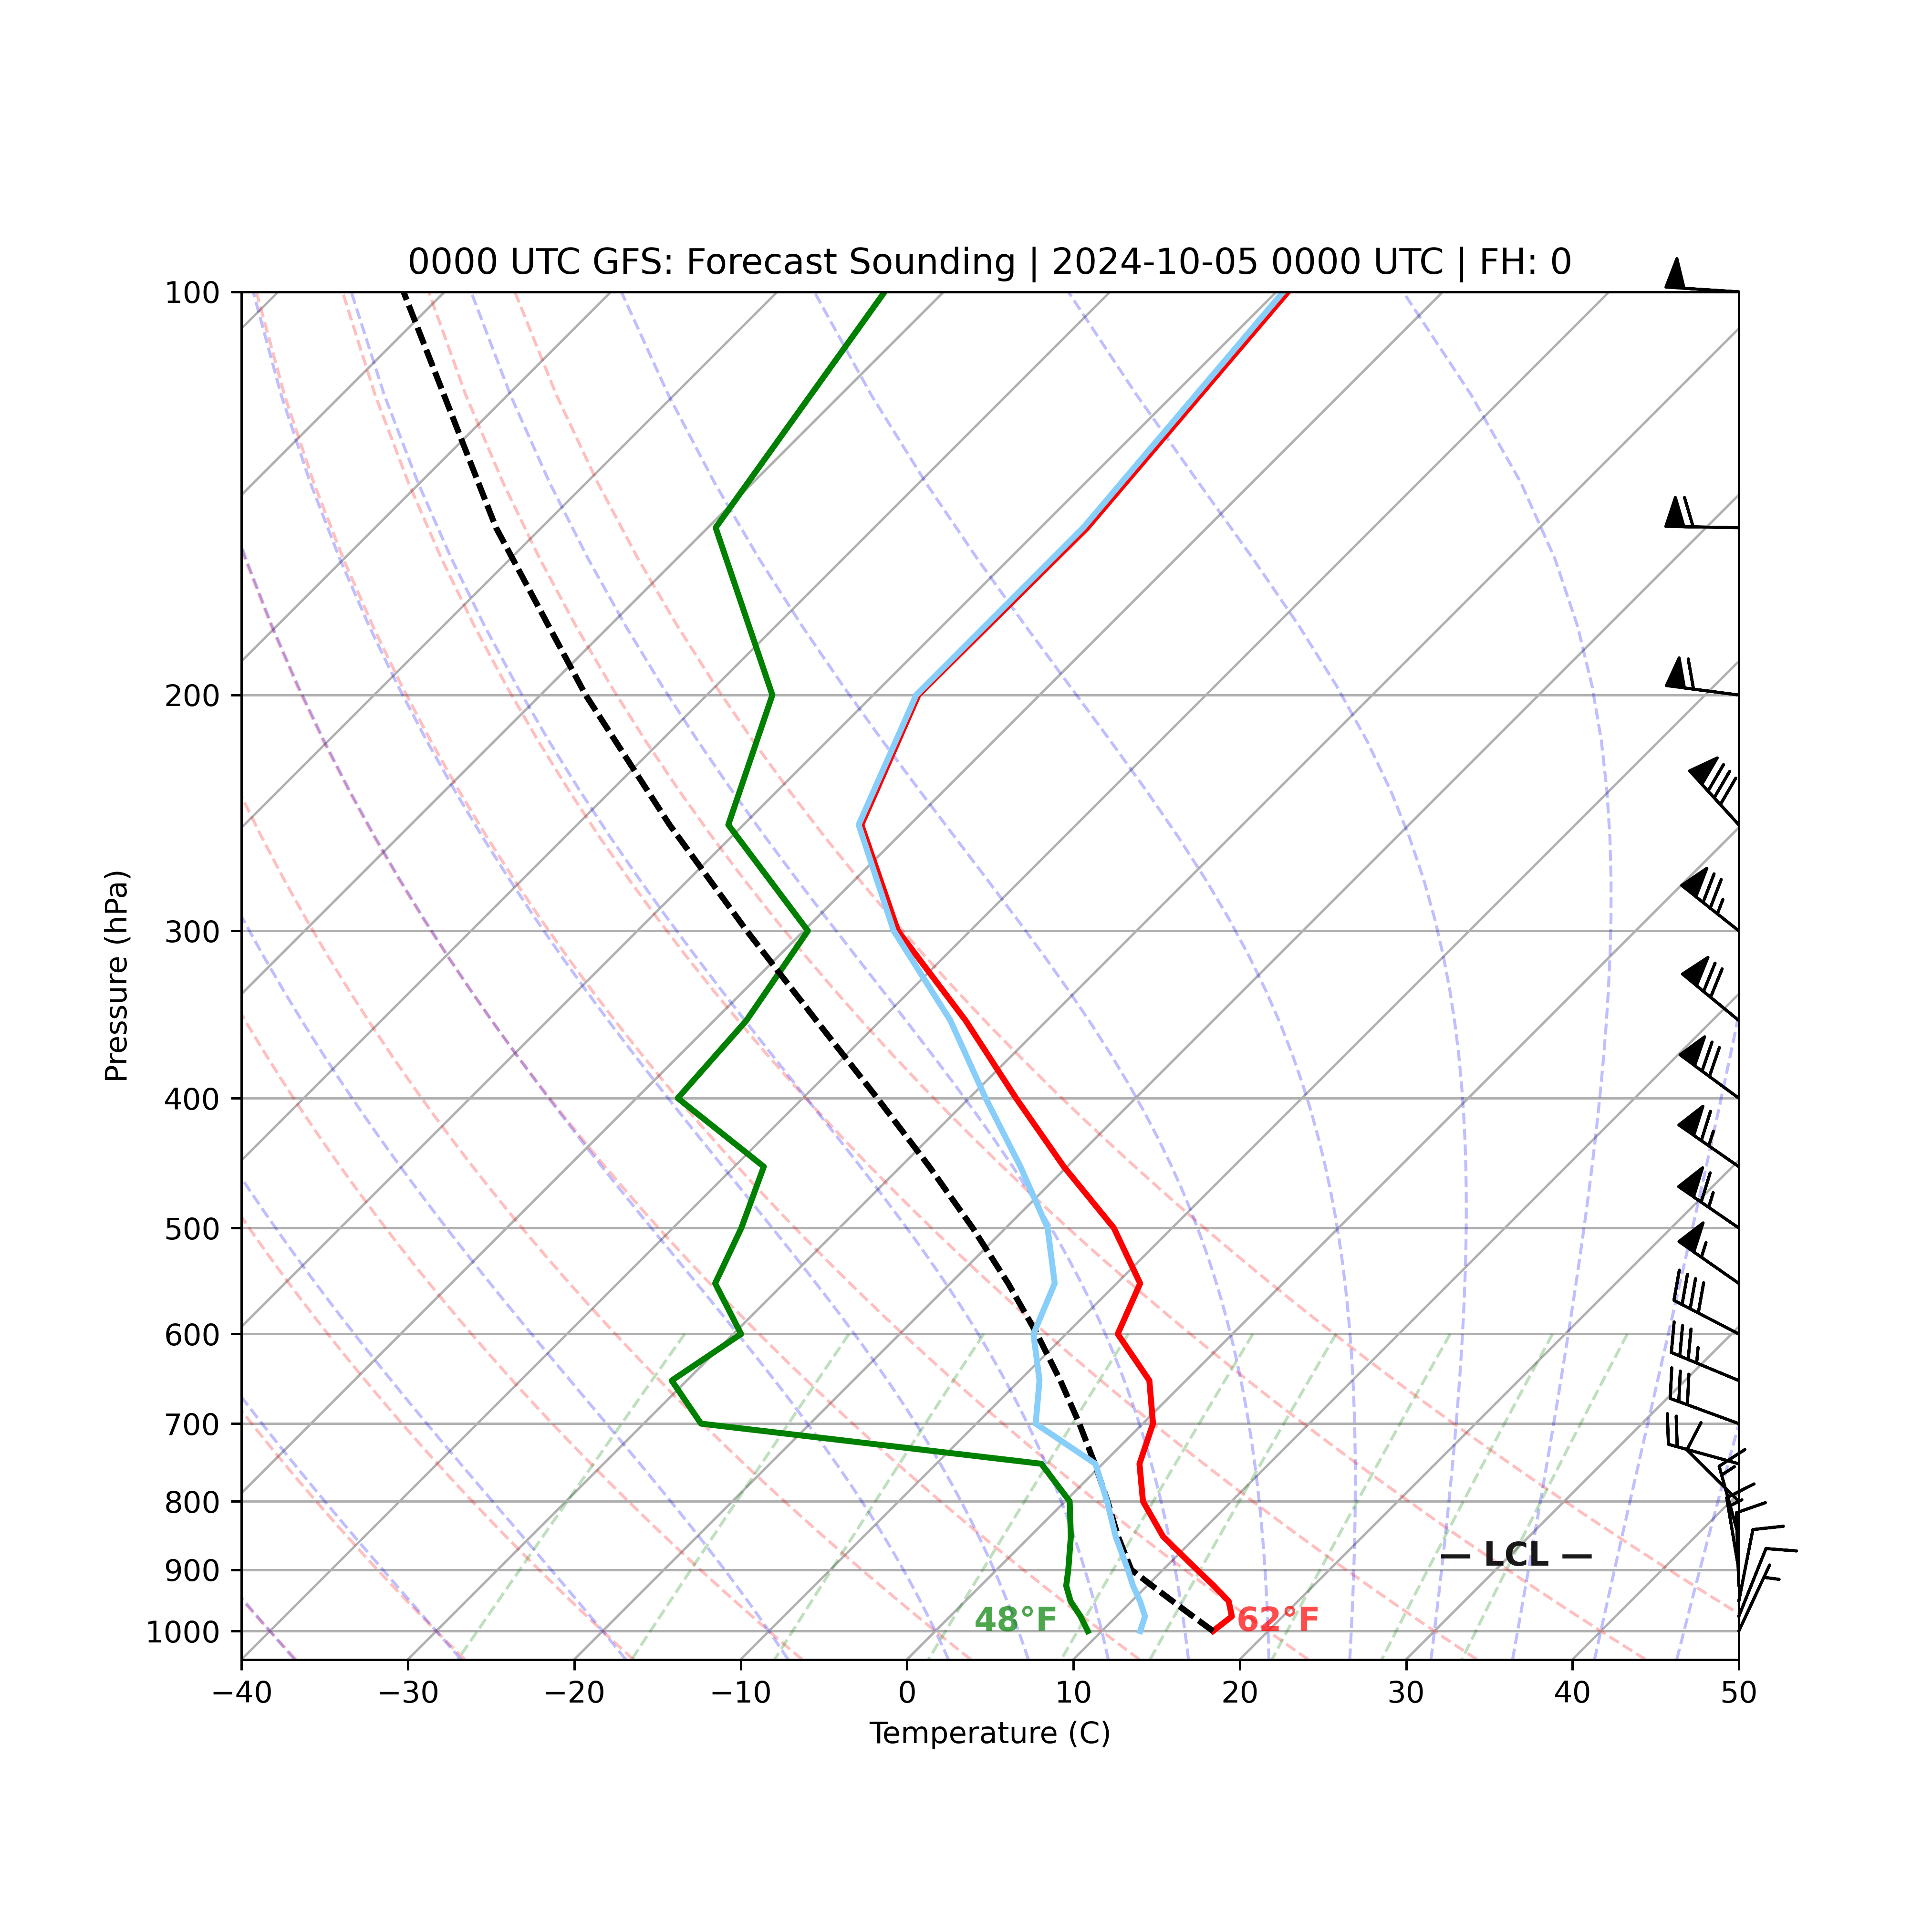 0000 UTC GFS: Forecast Sounding | 2024-10-05 0000 UTC | FH: 0
100
200
300
400
500
600
700
800
900
1000
Pressure (hPa)
— LCL —
48°F
62°F
−40 −30 −20 −10 0 10 20 30 40 50
Temperature (C)